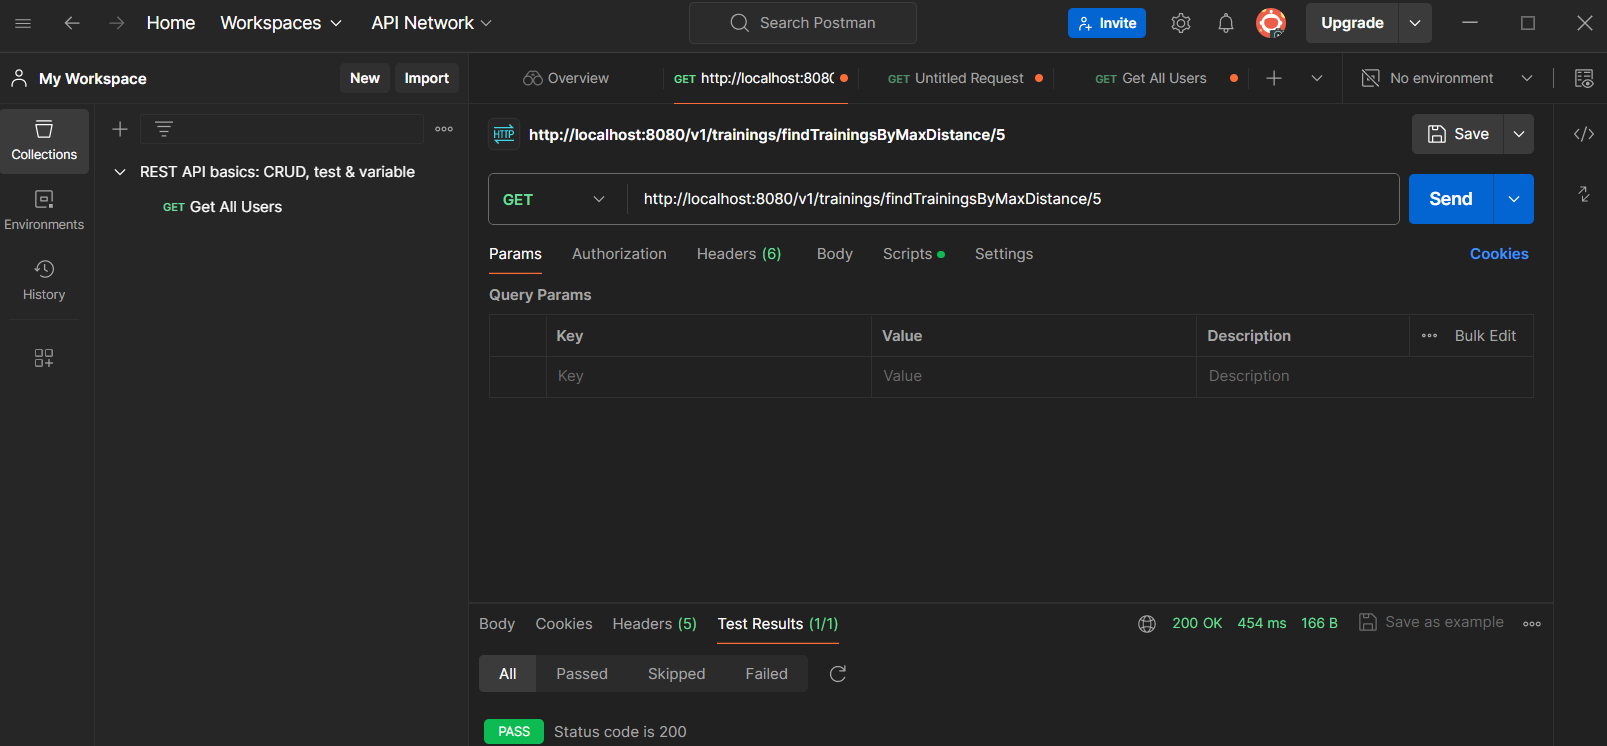 Home Workspaces API Network Search Postman Invite Upgrade
My Workspace New Import Overview GET http://localhost:808( GET Untitled Request GET Get All Users No environment
Collections
Environments
History
REST API basics: CRUD, test & variable
GET Get All Users
HTTP http://localhost:8080/v1/trainings/findTrainingsByMaxDistance/5 Save
GET http://localhost:8080/v1/trainings/findTrainingsByMaxDistance/5 Send
Params Authorization Headers (6) Body Scripts Settings Cookies
Query Params
Key Value Description Bulk Edit
Key Value Description
Body Cookies Headers (5) Test Results (1/1) 200 OK 454 ms 166 B Save as example
All Passed Skipped Failed
PASS Status code is 200